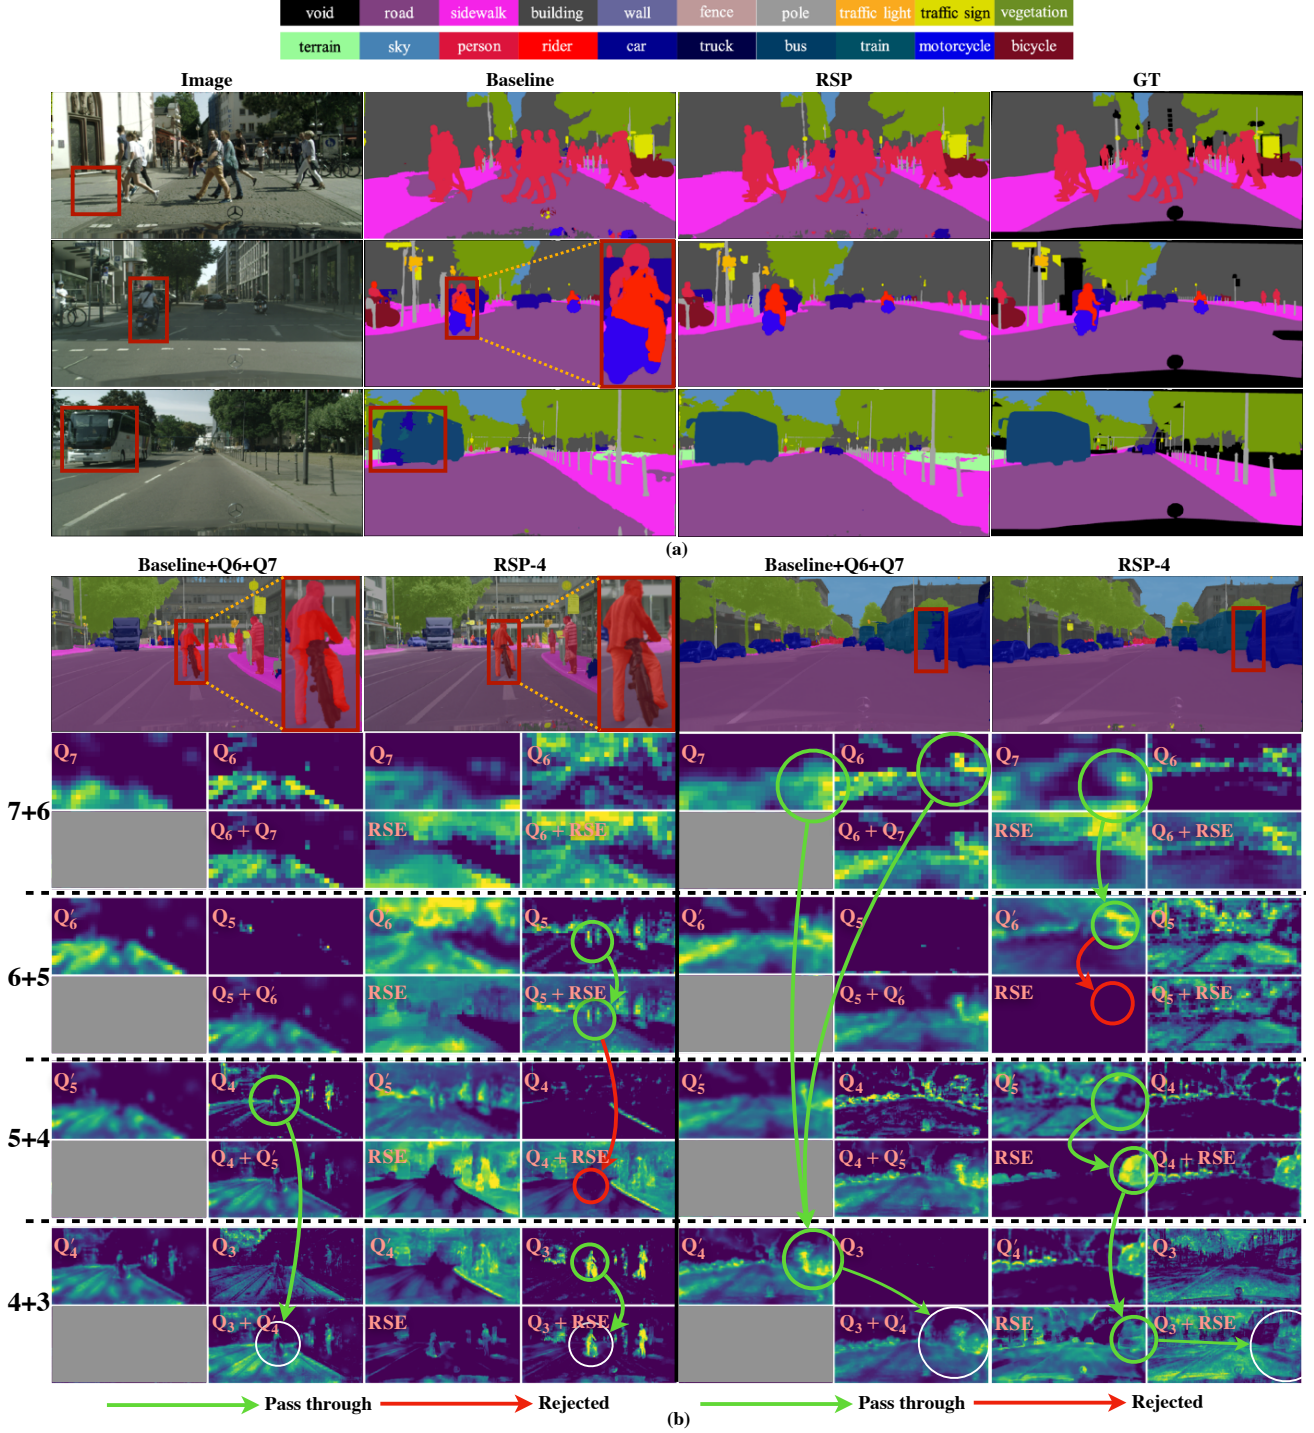 void road sidewalk building wall fence pole traffic light traffic sign vegetation
terrain sky person rider car truck bus train motorcycle bicycle
Image Baseline RSP GT
(a)
Baseline+Q6+Q7 RSP-4 Baseline+Q6+Q7 RSP-4
Q7 Q6 Q7 Q6 Q7 Q6 Q7 Q6
7+6
Q6 + Q7 RSE Q6 + RSE Q6 + Q7 RSE Q6 + RSE
Q′6 Q5 Q′6 Q5 Q′6 Q5 Q′6 Q5
6+5
Q5 + Q′6 RSE Q5 + RSE Q5 + Q′6 RSE Q5 + RSE
Q′5 Q4 Q′5 Q4 Q′5 Q4 Q′5 Q4
5+4
Q4 + Q′5 RSE Q4 + RSE Q4 + Q′5 RSE Q4 + RSE
Q′4 Q3 Q′4 Q3 Q′4 Q3 Q′4 Q3
4+3
Q3 + Q4 RSE Q3 + RSE Q3 + Q4 RSE Q3 + RSE
Pass through Rejected Pass through Rejected
(b)